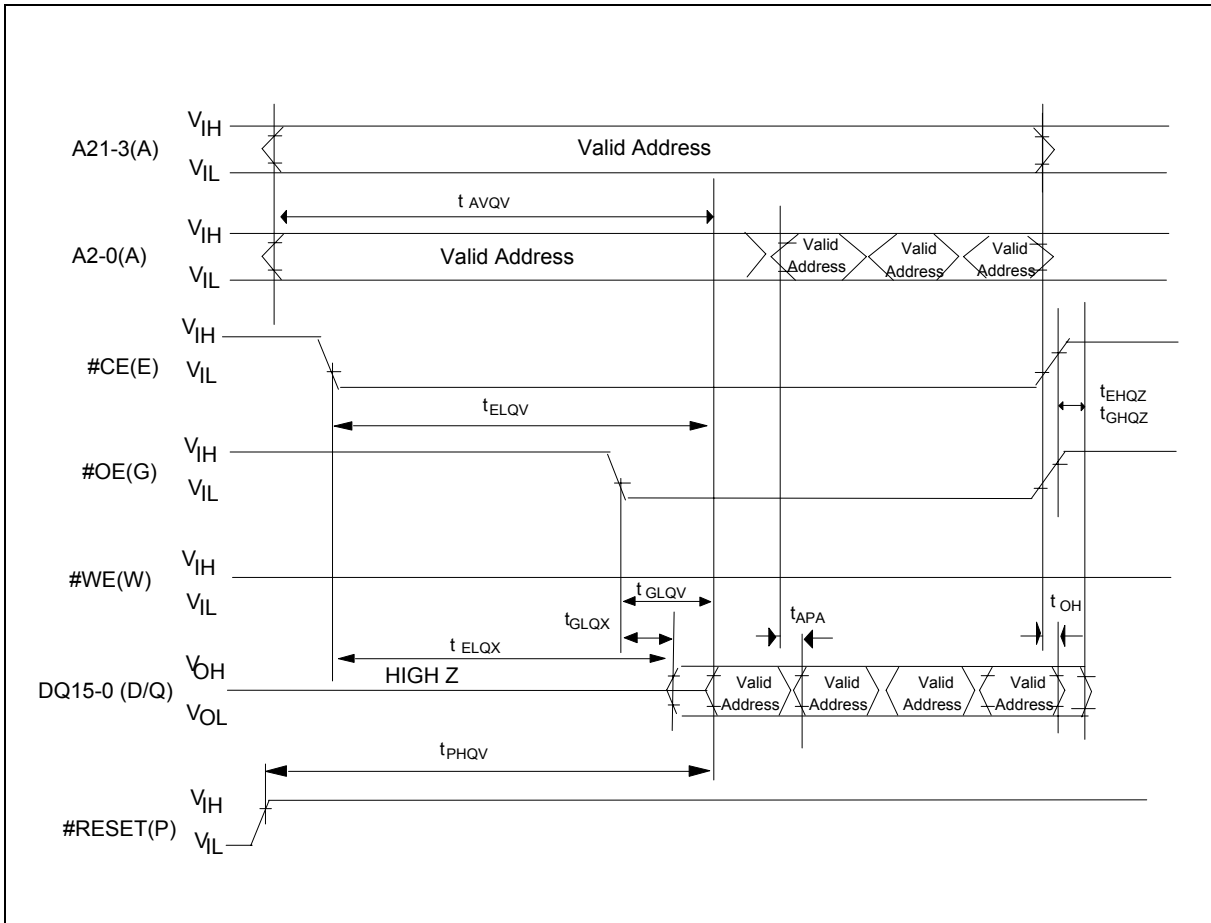 VIH
A21-3(A)
Valid Address
VIL
t AVQV
VIH
A2-0(A)
Valid Address
Valid Address
Valid Address
Valid Address
VIL
VIH
#CE(E)
VIL
tELQV
tEHQZ
tGHQZ
VIH
#OE(G)
VIL
VIH
#WE(W)
VIL
t GLQV
tGLQX
tAPA
t OH
t ELQX
VOH
HIGH Z
DQ15-0 (D/Q)
Valid Address
Valid Address
Valid Address
Valid Address
VOL
tPHQV
VIH
#RESET(P)
VIL